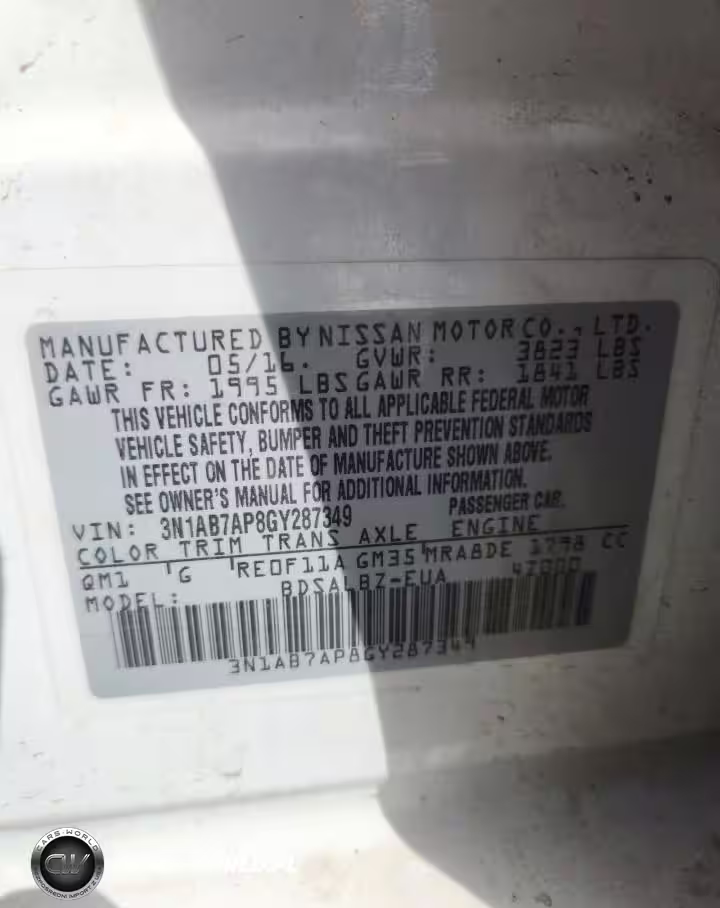 MANUFACTURED BY NISSAN MOTOR CO., LTD.
DATE: 05/16. GVWR: 3823 LBS
GAWR FR: 1995 LBS GAWR RR: 1841 LBS
THIS VEHICLE CONFORMS TO ALL APPLICABLE FEDERAL MOTOR
VEHICLE SAFETY, BUMPER AND THEFT PREVENTION STANDARDS
IN EFFECT ON THE DATE OF MANUFACTURE SHOWN ABOVE.
SEE OWNER'S MANUAL FOR ADDITIONAL INFORMATION.
PASSENGER CAR.
VIN: 3N1AB7AP8GY287349
COLOR TRIM TRANS AXLE ENGINE
QM1 G RE0F11A GM35 MRA8DE 1798 CC
MODEL: BDSALBZ-EUA
3N1AB7AP8GY287349
CARS-WORLD
CW